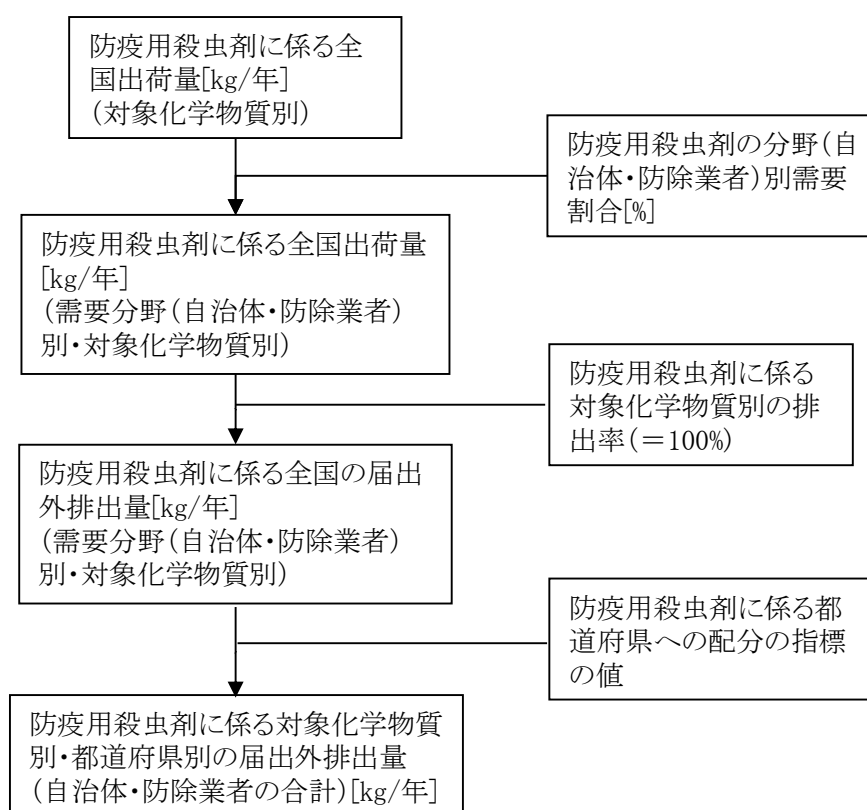 防疫用殺虫剤に係る全
国出荷量[kg/年]
(対象化学物質別)
防疫用殺虫剤の分野(自
治体・防除業者)別需要
割合[%]
防疫用殺虫剤に係る全国出荷量
[kg/年]
(需要分野(自治体・防除業者)
別・対象化学物質別)
防疫用殺虫剤に係る
対象化学物質別の排
出率(＝100%)
防疫用殺虫剤に係る全国の届出
外排出量[kg/年]
(需要分野(自治体・防除業者)
別・対象化学物質別)
防疫用殺虫剤に係る都
道府県への配分の指標
の値
防疫用殺虫剤に係る対象化学物質
別・都道府県別の届出外排出量
(自治体・防除業者の合計)[kg/年]